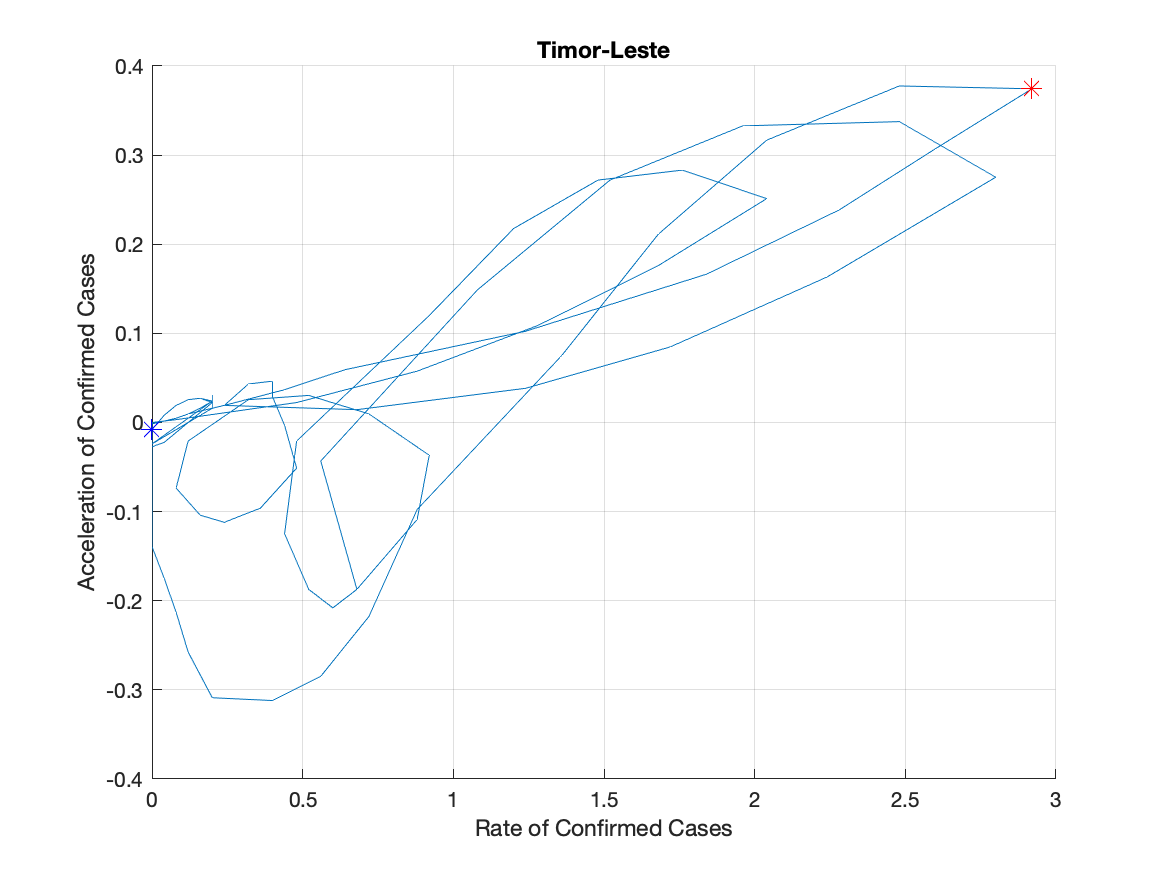 Timor-Leste
0.4
0.3
0.2
0.1
0
-0.1
-0.2
-0.3
-0.4
Acceleration of Confirmed Cases
0 0.5 1 1.5 2 2.5 3
Rate of Confirmed Cases